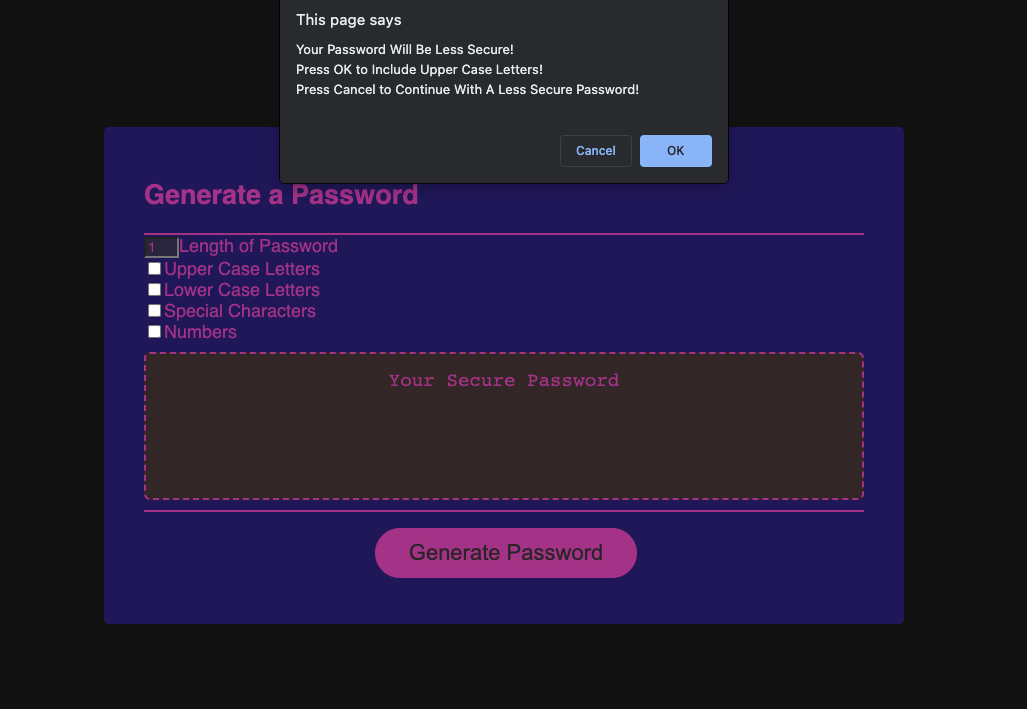 This page says
Your Password Will Be Less Secure!
Press OK to Include Upper Case Letters!
Press Cancel to Continue With A Less Secure Password!
Cancel OK
Generate a Password
1 Length of Password
Upper Case Letters
Lower Case Letters
Special Characters
Numbers
Your Secure Password
Generate Password